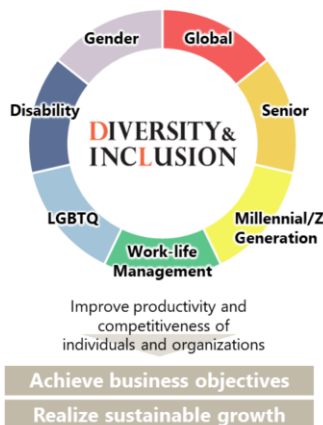 Gender
Global
Disability
Senior
DIVERSITY&
INCLUSION
LGBTQ
Millennial/Z
Generation
Work-life
Management
Improve productivity and
competitiveness of
individuals and organizations
Achieve business objectives
Realize sustainable growth